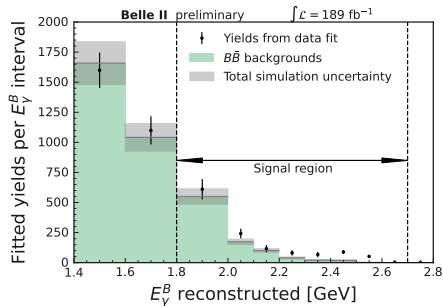 Belle II preliminary ∫ℒ = 189 fb⁻¹
Fitted yields per E_γ^B interval
2000
1750
1500
1250
1000
750
500
250
0
Yields from data fit
BB̄ backgrounds
Total simulation uncertainty
Signal region
1.4 1.6 1.8 2.0 2.2 2.4 2.6 2.8
E_γ^B reconstructed [GeV]